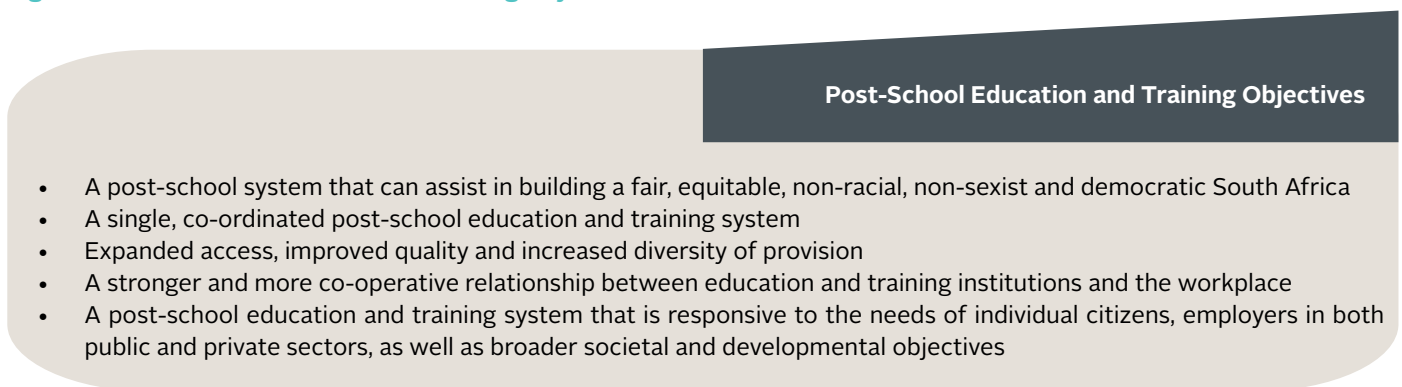 Post-School Education and Training Objectives
• A post-school system that can assist in building a fair, equitable, non-racial, non-sexist and democratic South Africa
• A single, co-ordinated post-school education and training system
• Expanded access, improved quality and increased diversity of provision
• A stronger and more co-operative relationship between education and training institutions and the workplace
• A post-school education and training system that is responsive to the needs of individual citizens, employers in both
public and private sectors, as well as broader societal and developmental objectives